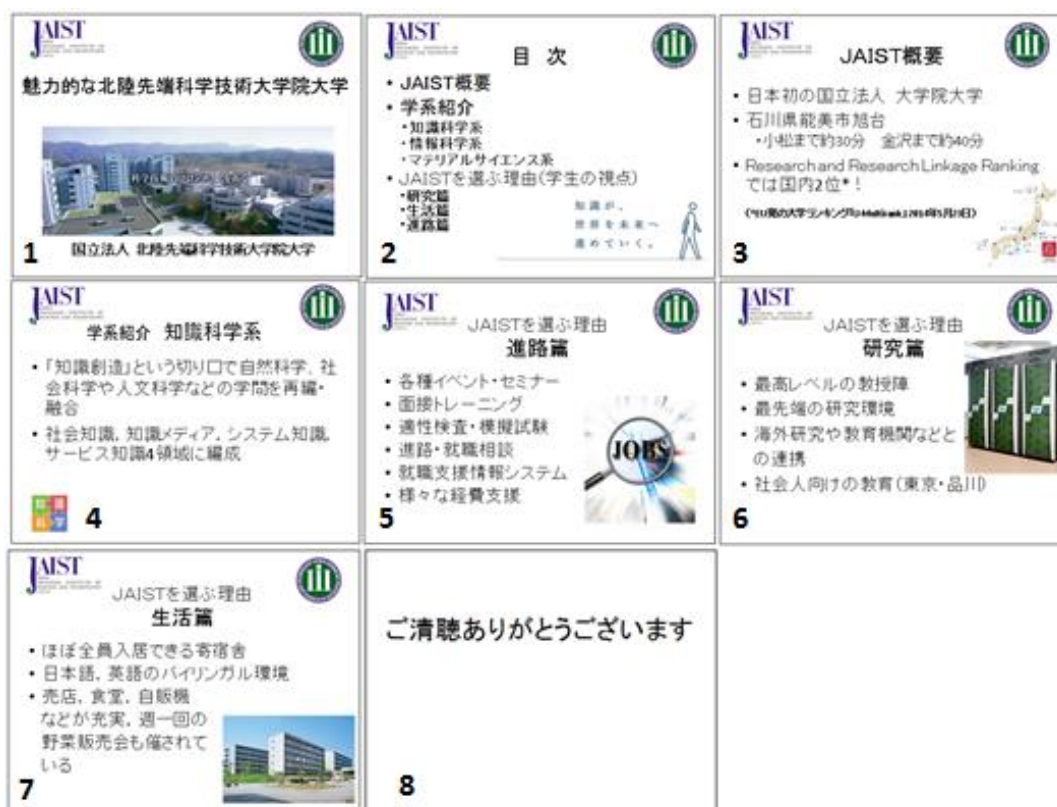 JAIST
魅力的な北陸先端科学技術大学院大学
国立法人 北陸先端科学技術大学院大学
1
JAIST
目 次
• JAIST概要
• 学系紹介
・知識科学系
・情報科学系
・マテリアルサイエンス系
• JAISTを選ぶ理由(学生の視点)
・研究篇
・生活篇
・進路篇
知識が、
世界を未来へ
進めていく。
2
JAIST
JAIST概要
• 日本初の国立法人 大学院大学
• 石川県能美市旭台
・小松まで約30分 金沢まで約40分
• Research and Research Linkage Ranking
では国内2位*！
3
JAIST
学系紹介 知識科学系
• 「知識創造」という切り口で自然科学、社
会科学や人文科学などの学問を再編・
融合
• 社会知識, 知識メディア, システム知識,
サービス知識4領域に編成
知識
科学
4
JAIST
JAISTを選ぶ理由
進路篇
• 各種イベント・セミナー
• 面接トレーニング
• 適性検査・模擬試験
• 進路・就職相談
• 就職支援情報システム
• 様々な経費支援
JOBS
5
JAIST
JAISTを選ぶ理由
研究篇
• 最高レベルの教授陣
• 最先端の研究環境
• 海外研究や教育機関などと
の連携
• 社会人向けの教育(東京・品川)
6
JAIST
JAISTを選ぶ理由
生活篇
• ほぼ全員入居できる寄宿舎
• 日本語, 英語のバイリンガル環境
• 売店, 食堂, 自販機
などが充実, 週一回の
野菜販売会も催されて
いる
7
ご清聴ありがとうございます
8